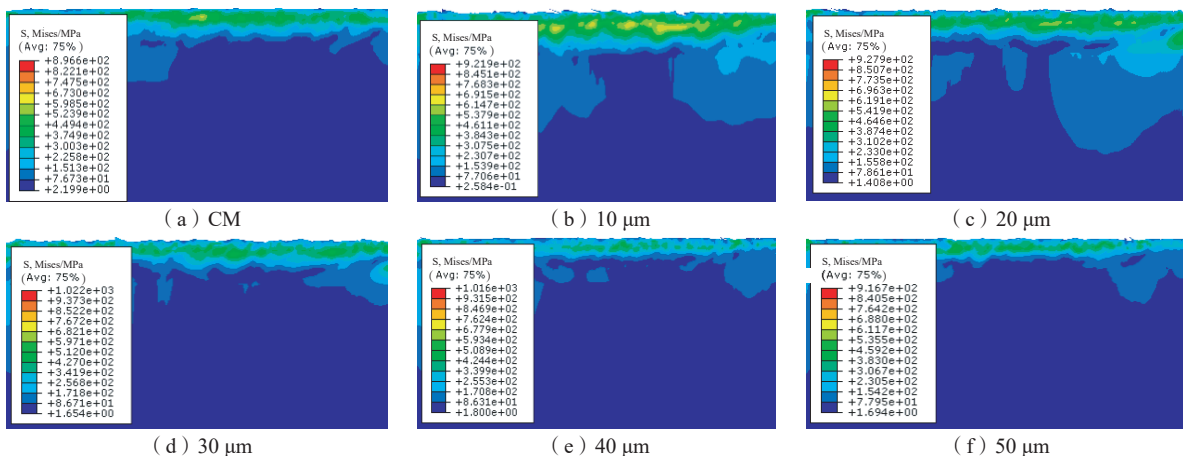 S, Mises/MPa
(Avg: 75%)
+8.966e+02
+8.221e+02
+7.475e+02
+6.730e+02
+5.985e+02
+5.239e+02
+4.494e+02
+3.749e+02
+3.003e+02
+2.258e+02
+1.513e+02
+7.673e+01
+2.199e+00
(a) CM
S, Mises/MPa
(Avg: 75%)
+9.219e+02
+8.451e+02
+7.683e+02
+6.915e+02
+6.147e+02
+5.379e+02
+4.611e+02
+3.843e+02
+3.075e+02
+2.307e+02
+1.539e+02
+7.706e+01
+2.584e-01
(b) 10 μm
S, Mises/MPa
(Avg: 75%)
+9.279e+02
+8.507e+02
+7.735e+02
+6.963e+02
+6.191e+02
+5.419e+02
+4.646e+02
+3.874e+02
+3.102e+02
+2.330e+02
+1.558e+02
+7.861e+01
+1.408e+00
(c) 20 μm
S, Mises/MPa
(Avg: 75%)
+1.022e+03
+9.373e+02
+8.522e+02
+7.672e+02
+6.821e+02
+5.971e+02
+5.120e+02
+4.270e+02
+3.419e+02
+2.568e+02
+1.718e+02
+8.671e+01
+1.654e+00
(d) 30 μm
S, Mises/MPa
(Avg: 75%)
+1.016e+03
+9.315e+02
+8.469e+02
+7.624e+02
+6.779e+02
+5.934e+02
+5.089e+02
+4.244e+02
+3.399e+02
+2.553e+02
+1.708e+02
+8.631e+01
+1.800e+00
(e) 40 μm
S, Mises/MPa
(Avg: 75%)
+9.167e+02
+8.405e+02
+7.642e+02
+6.880e+02
+6.117e+02
+5.355e+02
+4.592e+02
+3.830e+02
+3.067e+02
+2.305e+02
+1.542e+02
+7.795e+01
+1.694e+00
(f) 50 μm